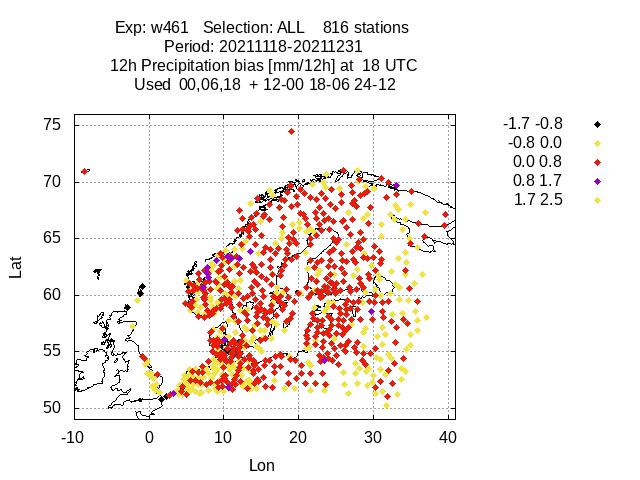 Exp: w461   Selection: ALL    816 stations
Period: 20211118-20211231
12h Precipitation bias [mm/12h] at  18 UTC
Used  00,06,18  + 12-00 18-06 24-12
-1.7 -0.8
-0.8 0.0
0.0 0.8
0.8 1.7
1.7 2.5
75
70
65
60
55
50
Lat
-10 0 10 20 30 40
Lon